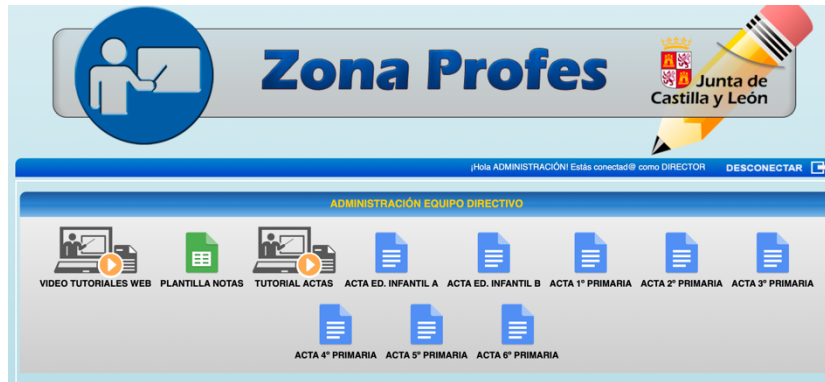 Zona Profes
Junta de
Castilla y León
¡Hola ADMINISTRACIÓN! Estás conectad@ como DIRECTOR DESCONECTAR
ADMINISTRACIÓN EQUIPO DIRECTIVO
VIDEO TUTORIALES WEB PLANTILLA NOTAS TUTORIAL ACTAS ACTA ED. INFANTIL A ACTA ED. INFANTIL B ACTA 1º PRIMARIA ACTA 2º PRIMARIA ACTA 3º PRIMARIA
ACTA 4º PRIMARIA ACTA 5º PRIMARIA ACTA 6º PRIMARIA